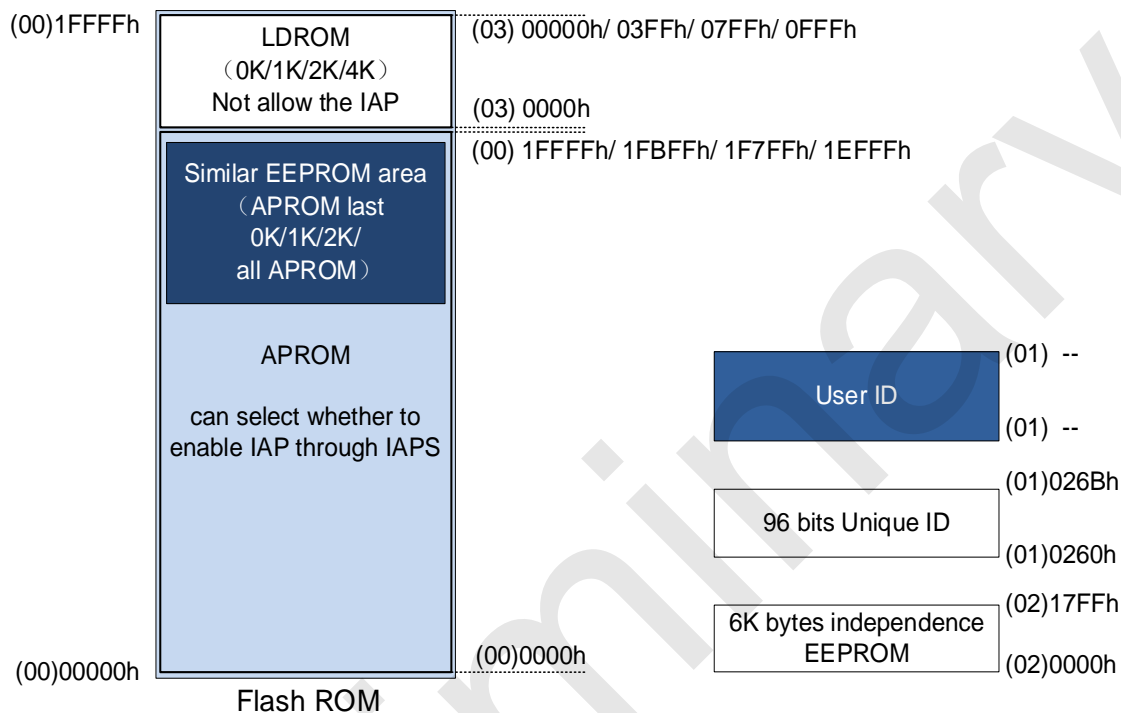 (00)1FFFFh
LDROM
（0K/1K/2K/4K）
Not allow the IAP
(03) 00000h/ 03FFh/ 07FFh/ 0FFFh
(03) 0000h
(00) 1FFFFh/ 1FBFFh/ 1F7FFh/ 1EFFFh
Similar EEPROM area
（APROM last
0K/1K/2K/
all APROM）
APROM
can select whether to
enable IAP through IAPS
(00)0000h
(00)00000h
Flash ROM
(01) --
User ID
(01) --
(01)026Bh
96 bits Unique ID
(01)0260h
(02)17FFh
6K bytes independence
EEPROM
(02)0000h
minary